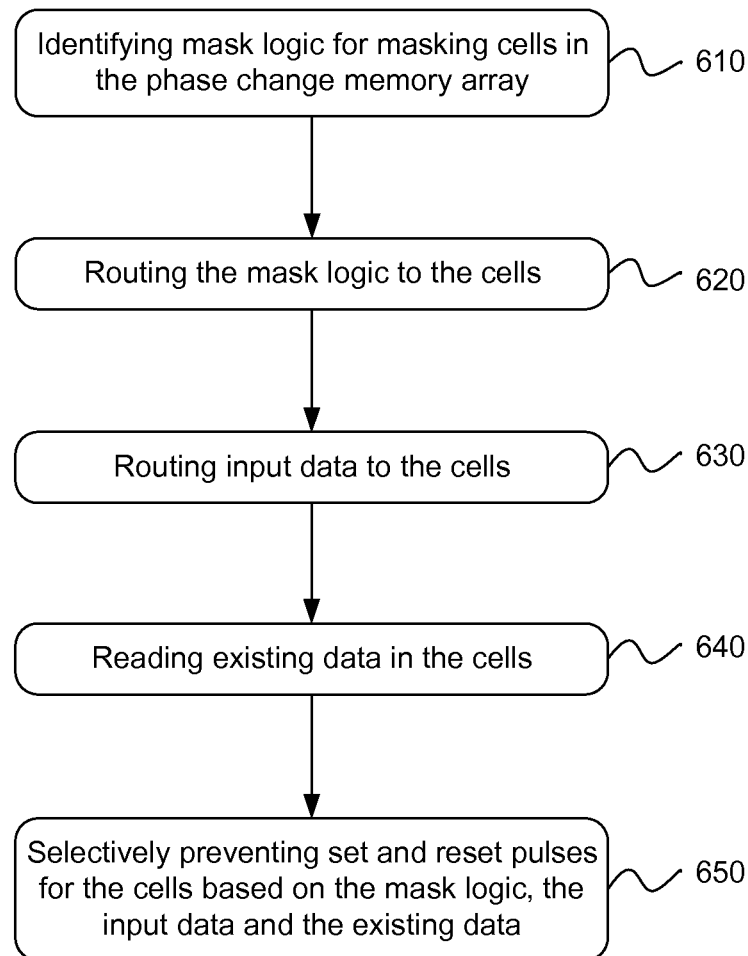 Identifying mask logic for masking cells in
the phase change memory array
610
Routing the mask logic to the cells
620
Routing input data to the cells
630
Reading existing data in the cells
640
Selectively preventing set and reset pulses
for the cells based on the mask logic, the
input data and the existing data
650